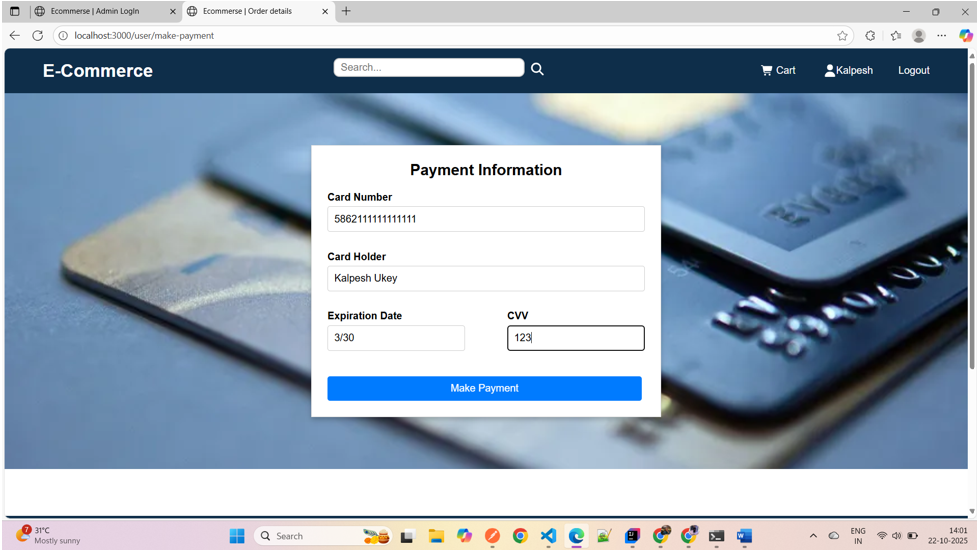 Ecommerse | Admin LogIn
Ecommerse | Order details
localhost:3000/user/make-payment
E-Commerce
Search...
Cart
Kalpesh
Logout
Payment Information
Card Number
5862111111111111
Card Holder
Kalpesh Ukey
Expiration Date
CVV
3/30
123
Make Payment
7
31°C
Mostly sunny
Search
ENG
IN
14:01
22-10-2025